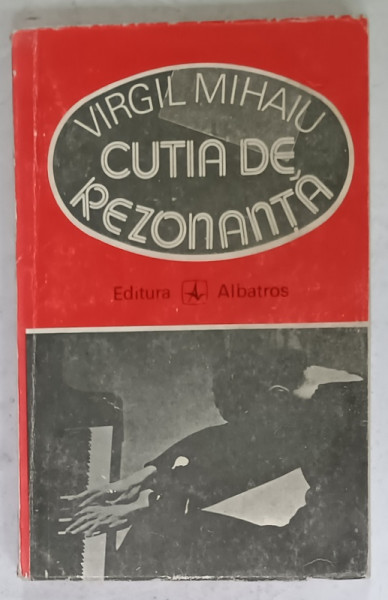 VIRGIL MIHAIU
CUTIA DE
REZONANȚĂ
Editura Albatros